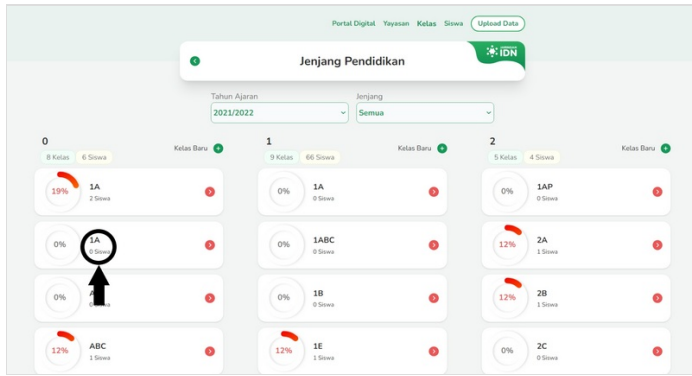 Portal Digital Yayasan Kelas Siswa Upload Data
Jenjang Pendidikan
IDN
Tahun Ajaran Jenjang
2021/2022 Semua
0 Kelas Baru
8 Kelas 6 Siswa
19% 1A
2 Siswa
0% 1A
0 Siswa
0%
12% ABC
1 Siswa
1 Kelas Baru
9 Kelas 66 Siswa
0% 1A
0 Siswa
0% 1ABC
0 Siswa
0% 1B
0 Siswa
12% 1E
1 Siswa
2 Kelas Baru
5 Kelas 4 Siswa
0% 1AP
0 Siswa
12% 2A
1 Siswa
12% 2B
1 Siswa
0% 2C
0 Siswa